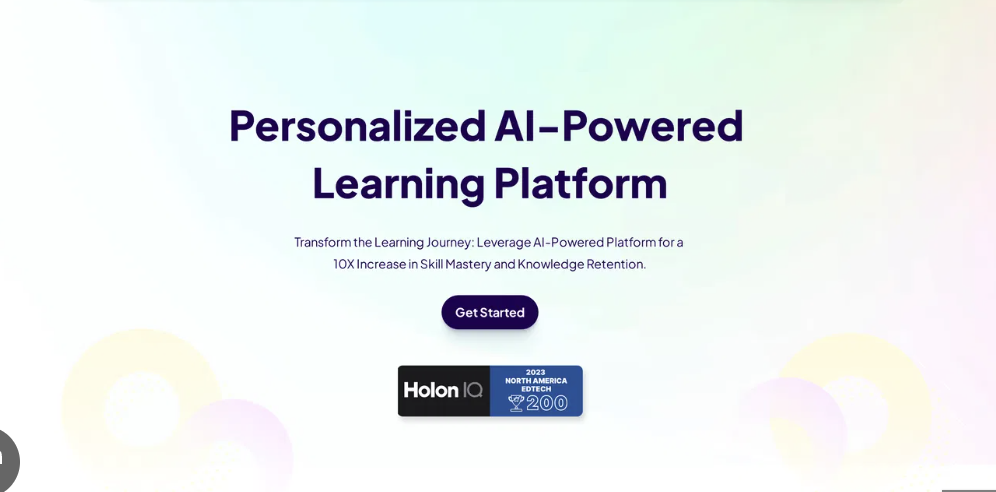 Personalized AI-Powered
Learning Platform
Transform the Learning Journey: Leverage AI-Powered Platform for a
10X Increase in Skill Mastery and Knowledge Retention.
Get Started
Holon IQ
2023
NORTH AMERICA
EDTECH
200